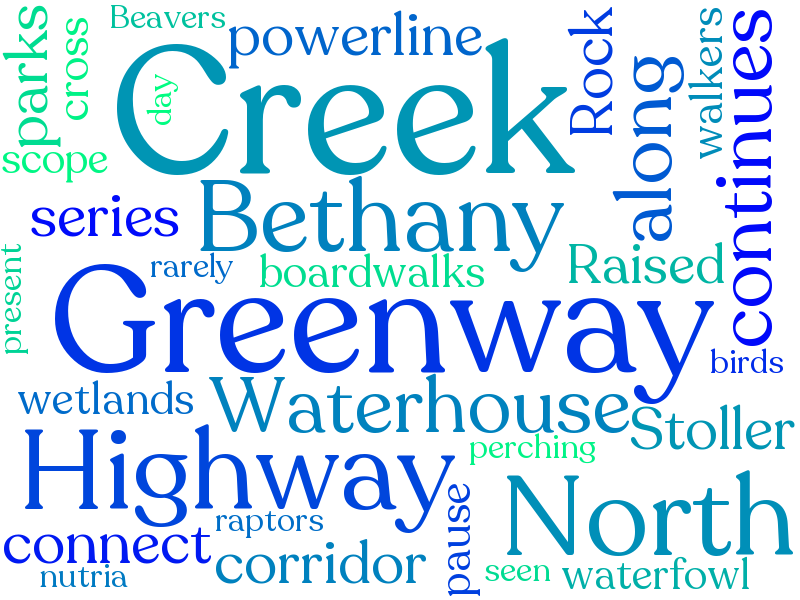 Beavers
powerline
parks
cross
day
Creek
Rock
along
walkers
continues
scope
series
Bethany
Raised
rarely
boardwalks
present
Greenway
birds
wetlands
Waterhouse
Stoller
perching
Highway
North
raptors
pause
connect
corridor
seen
waterfowl
nutria